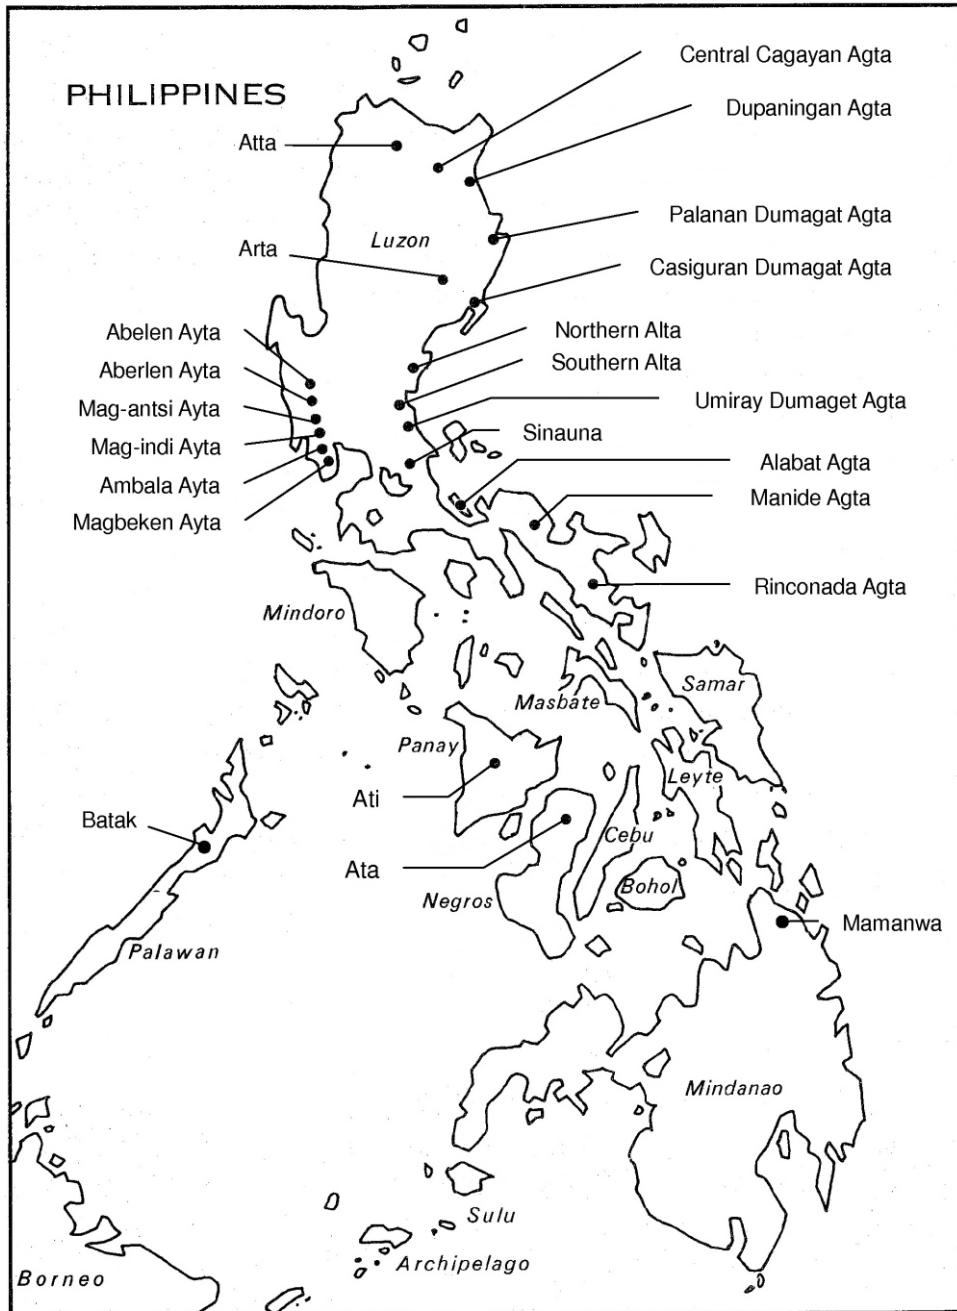 PHILIPPINES
Central Cagayan Agta
Dupaningan Agta
Atta
Palanan Dumagat Agta
Luzon
Arta
Casiguran Dumagat Agta
Abelen Ayta
Northern Alta
Aberlen Ayta
Southern Alta
Mag-antsi Ayta
Umiray Dumaget Agta
Mag-indi Ayta
Sinauna
Ambala Ayta
Alabat Agta
Magbeken Ayta
Manide Agta
Rinconada Agta
Mindoro
Samar
Masbate
Panay
Leyte
Ati
Batak
Cebu
Ata
Bohol
Negros
Mamanwa
Palawan
Mindanao
Sulu
Archipelago
Borneo